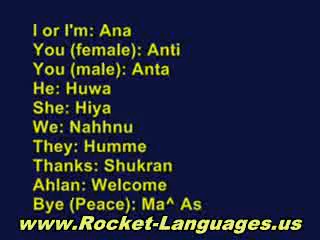 I or I'm: Ana
You (female): Anti
You (male): Anta
He: Huwa
She: Hiya
We: Nahhnu
They: Humme
Thanks: Shukran
Ahlan: Welcome
Bye (Peace): Ma^ As
www.Rocket-Languages.us